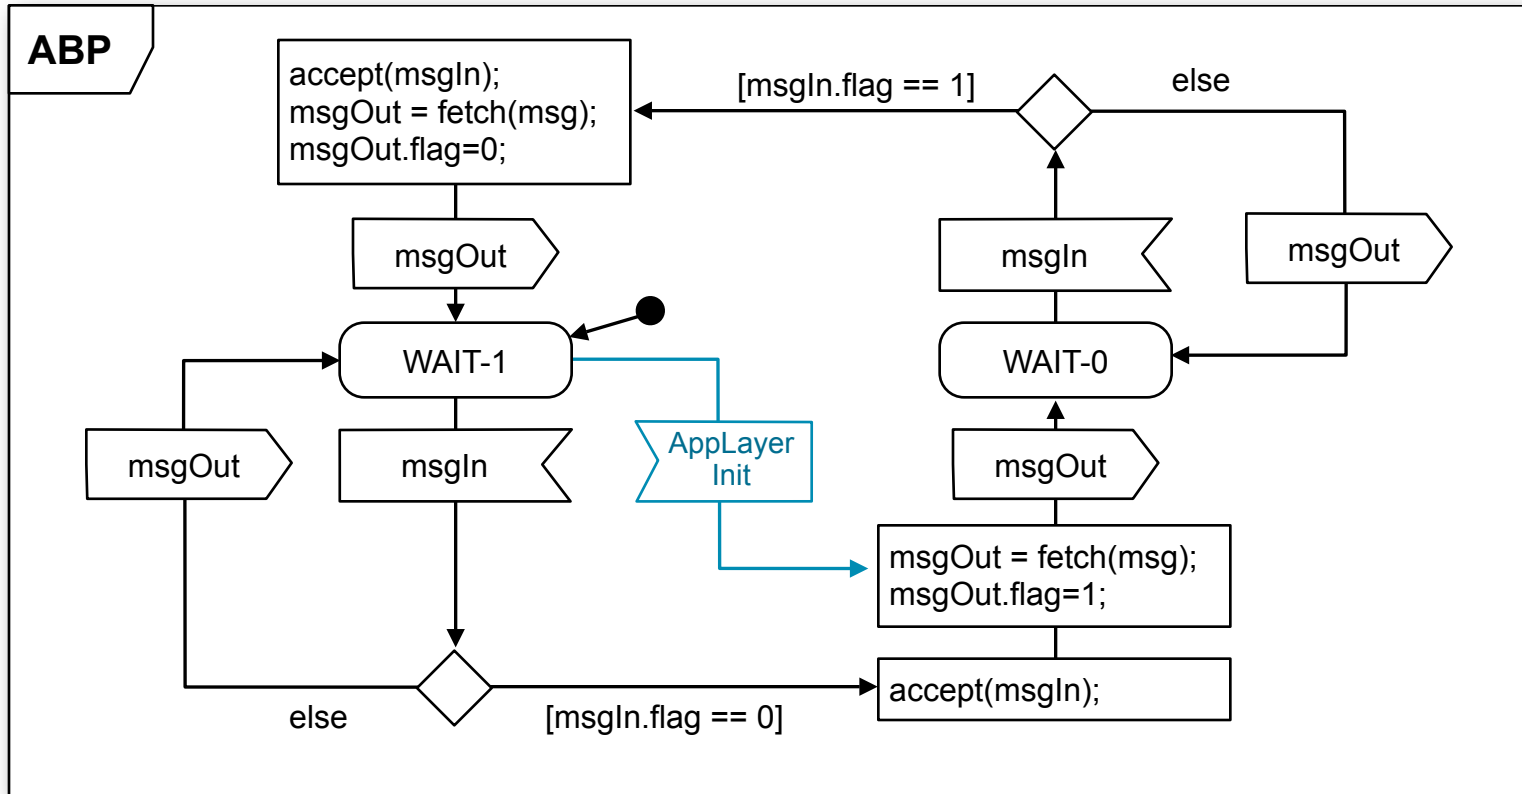 ABP
accept(msgIn);
msgOut = fetch(msg);
msgOut.flag=0;
[msgIn.flag == 1]
else
msgOut
msgIn
msgOut
WAIT-1
WAIT-0
msgOut
msgIn
AppLayer
Init
msgOut
msgOut = fetch(msg);
msgOut.flag=1;
accept(msgIn);
else
[msgIn.flag == 0]